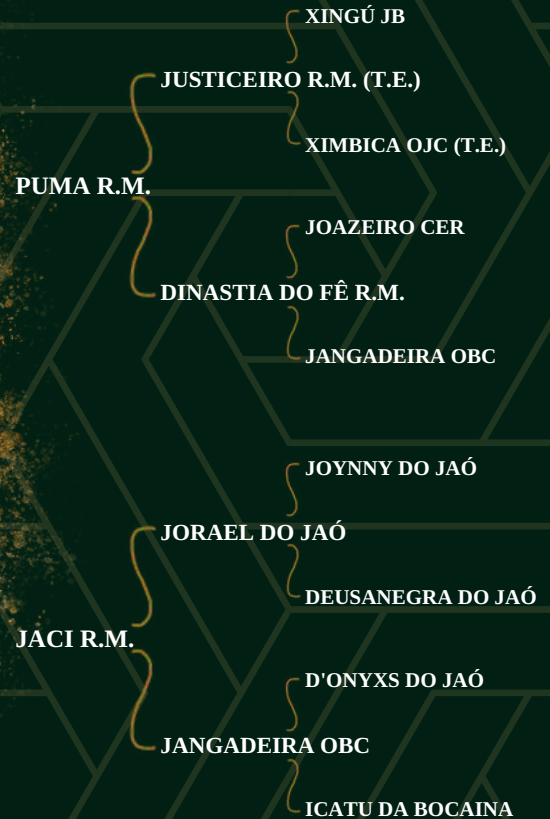 XINGÚ JB
JUSTICEIRO R.M. (T.E.)
XIMBICA OJC (T.E.)
PUMA R.M.
JOAZEIRO CER
DINASTIA DO FÊ R.M.
JANGADEIRA OBC
JOYNNY DO JAÓ
JORAEL DO JAÓ
DEUSANEGRA DO JAÓ
JACI R.M.
D'ONYXS DO JAÓ
JANGADEIRA OBC
ICATU DA BOCAINA